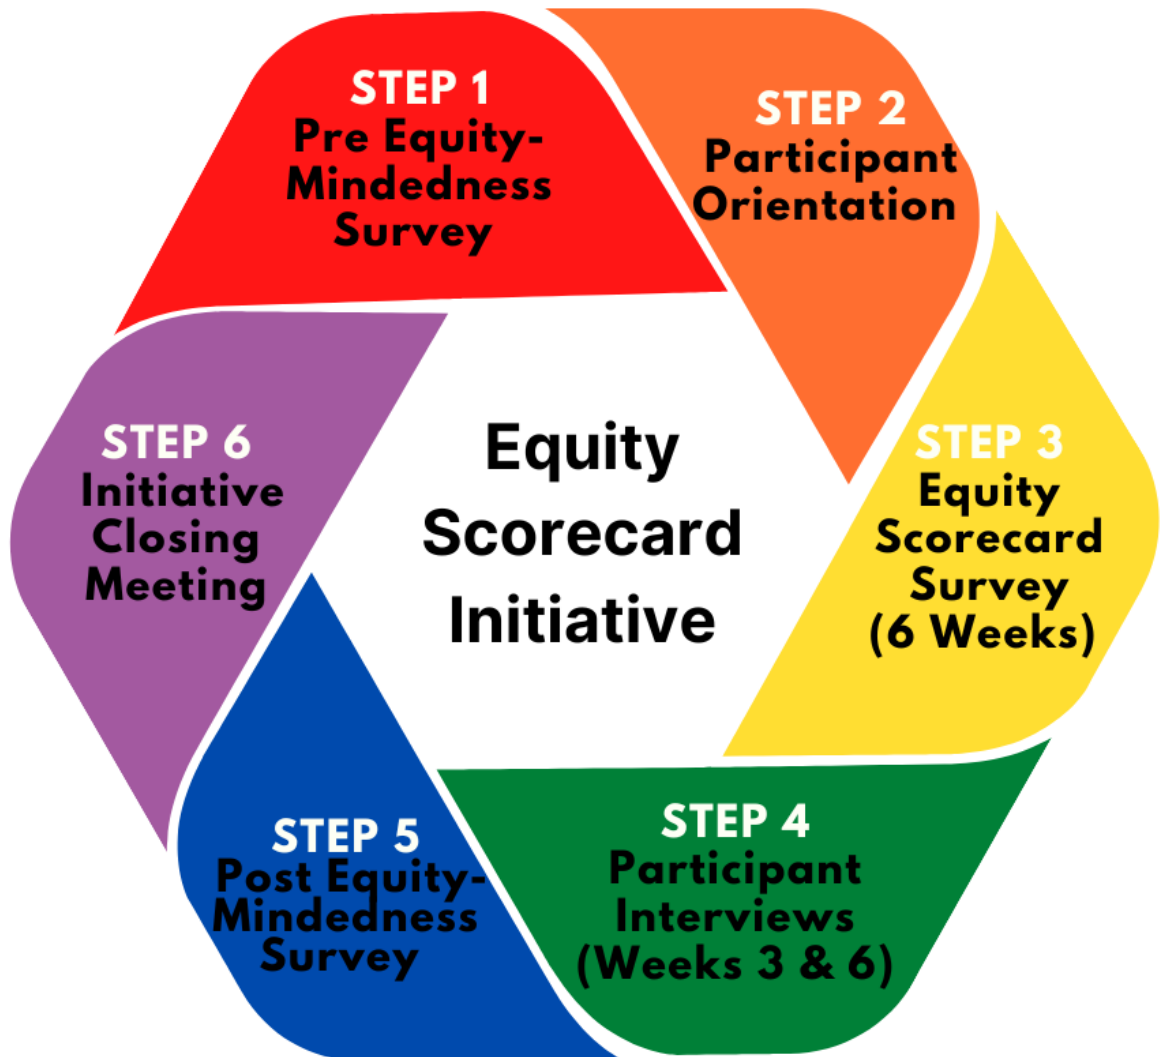 STEP 1
Pre Equity-
Mindedness
Survey
STEP 2
Participant
Orientation
STEP 3
Equity
Scorecard
Survey
(6 Weeks)
STEP 4
Participant
Interviews
(Weeks 3 & 6)
STEP 5
Post Equity-
Mindedness
Survey
STEP 6
Initiative
Closing
Meeting
Equity
Scorecard
Initiative